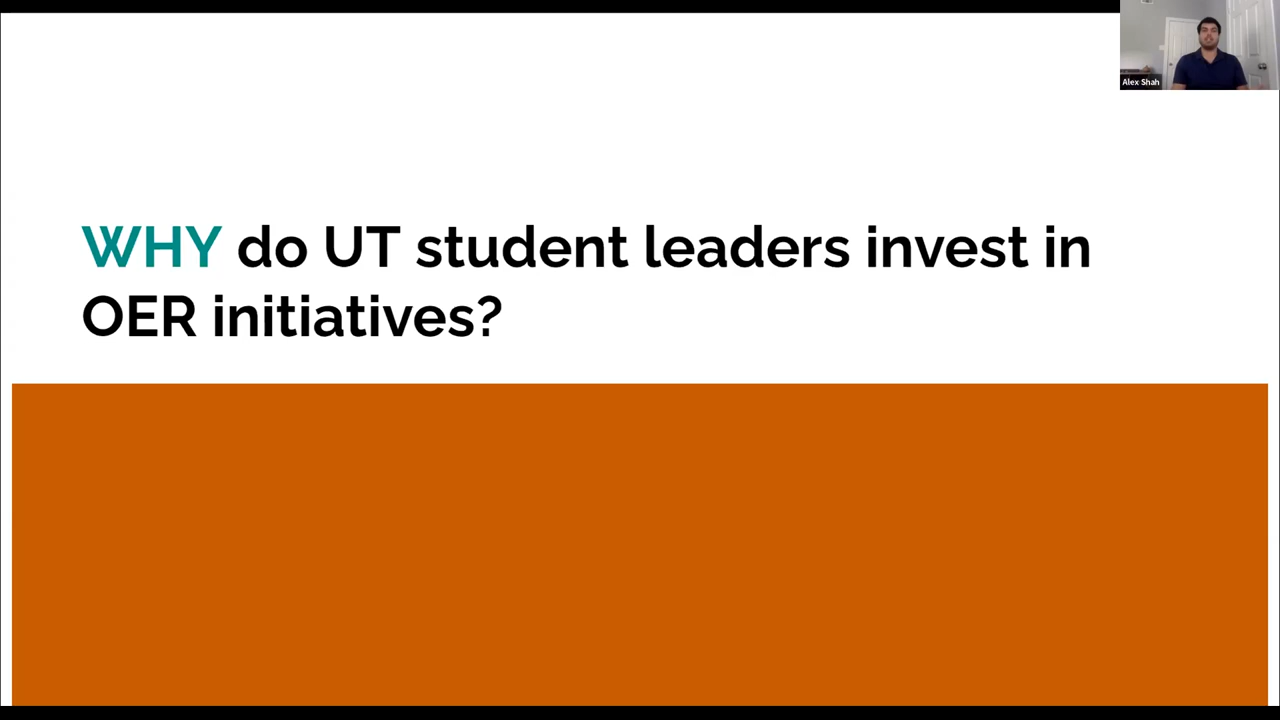 Alex Shah
WHY do UT student leaders invest in
OER initiatives?